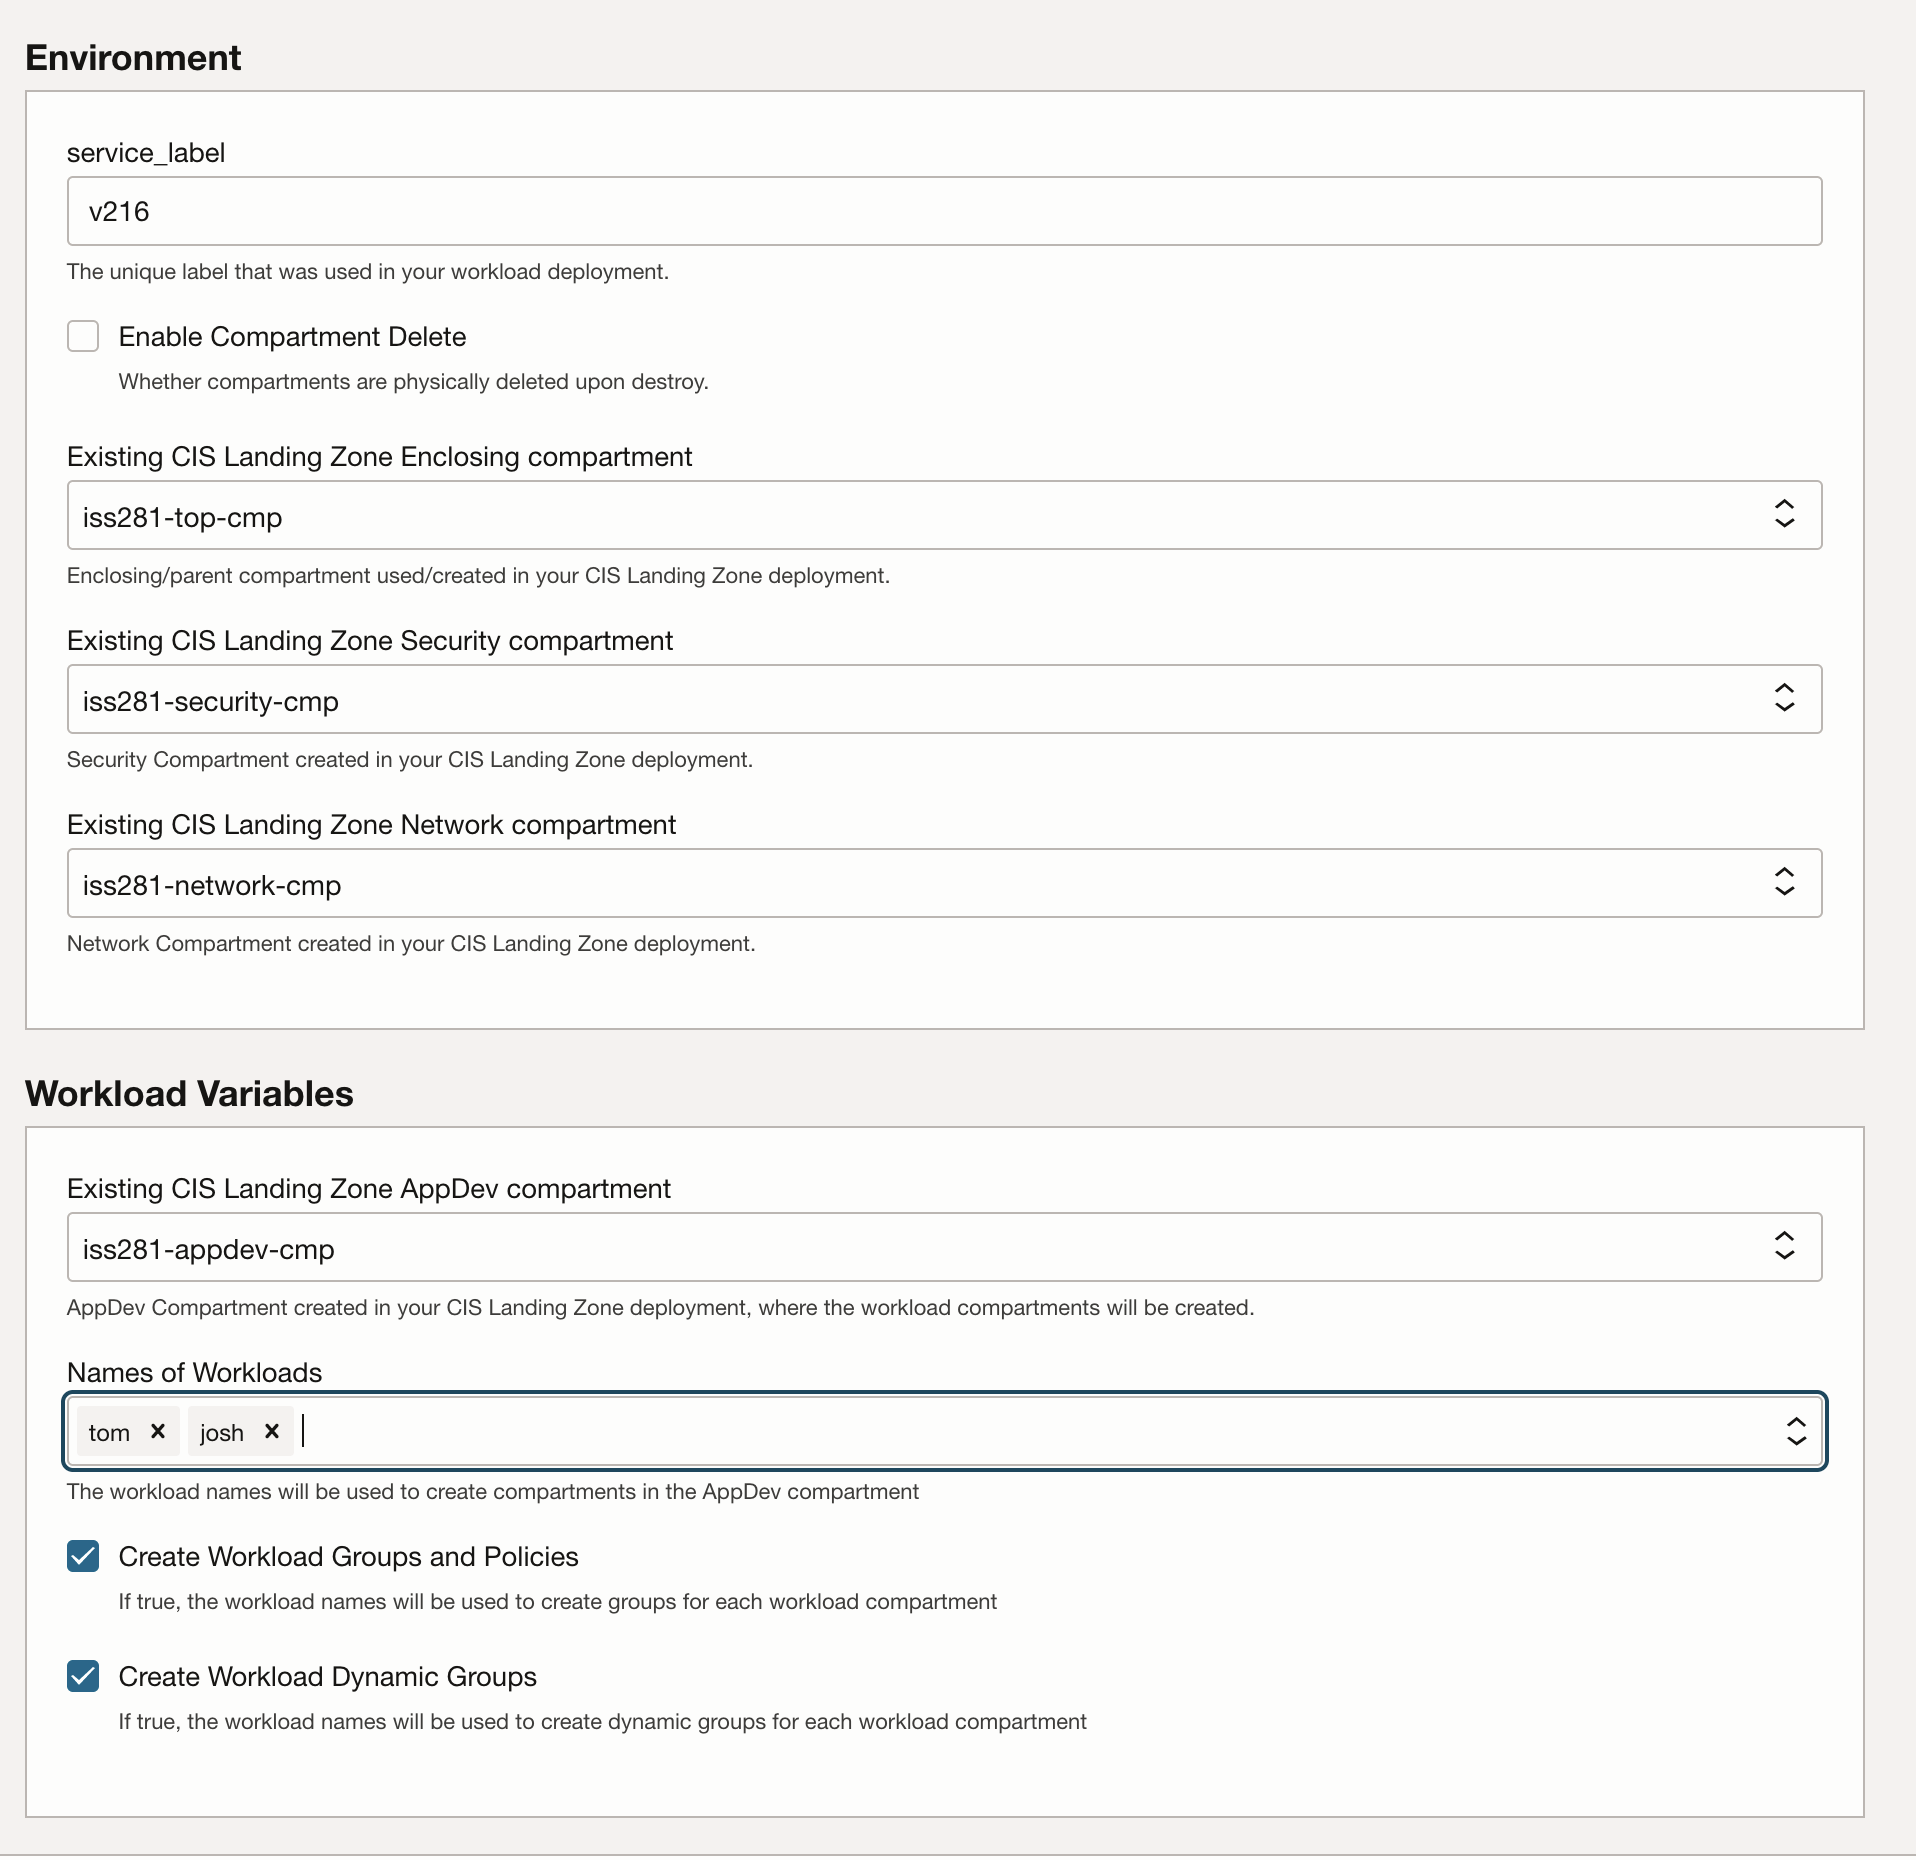 Environment
service_label
v216
The unique label that was used in your workload deployment.
Enable Compartment Delete
Whether compartments are physically deleted upon destroy.
Existing CIS Landing Zone Enclosing compartment
iss281-top-cmp
Enclosing/parent compartment used/created in your CIS Landing Zone deployment.
Existing CIS Landing Zone Security compartment
iss281-security-cmp
Security Compartment created in your CIS Landing Zone deployment.
Existing CIS Landing Zone Network compartment
iss281-network-cmp
Network Compartment created in your CIS Landing Zone deployment.
Workload Variables
Existing CIS Landing Zone AppDev compartment
iss281-appdev-cmp
AppDev Compartment created in your CIS Landing Zone deployment, where the workload compartments will be created.
Names of Workloads
tom josh
The workload names will be used to create compartments in the AppDev compartment
Create Workload Groups and Policies
If true, the workload names will be used to create groups for each workload compartment
Create Workload Dynamic Groups
If true, the workload names will be used to create dynamic groups for each workload compartment